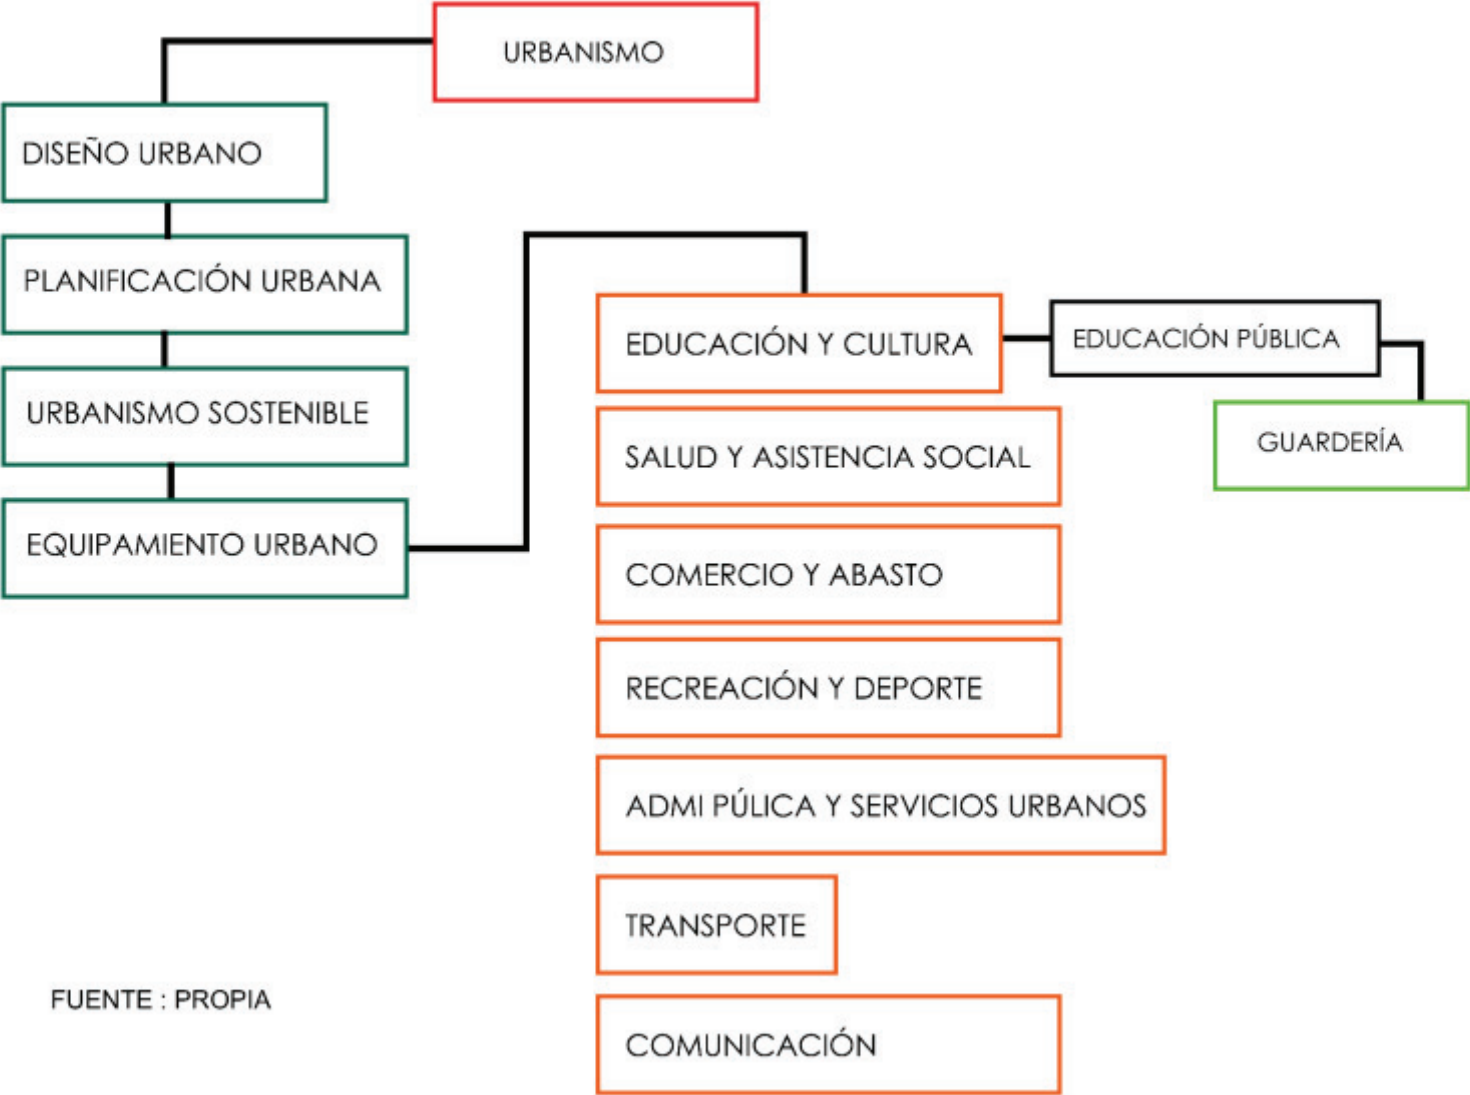 URBANISMO
DISEÑO URBANO
PLANIFICACIÓN URBANA
URBANISMO SOSTENIBLE
EQUIPAMIENTO URBANO
EDUCACIÓN Y CULTURA
EDUCACIÓN PÚBLICA
GUARDERÍA
SALUD Y ASISTENCIA SOCIAL
COMERCIO Y ABASTO
RECREACIÓN Y DEPORTE
ADMI PÚLICA Y SERVICIOS URBANOS
TRANSPORTE
COMUNICACIÓN
FUENTE : PROPIA